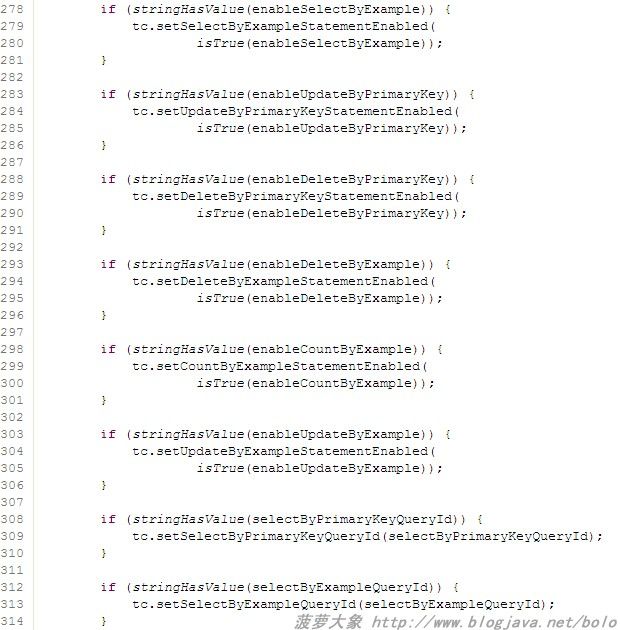 278         if (stringHasValue(enableSelectByExample)) {
279             tc.setSelectByExampleStatementEnabled(
280                     isTrue(enableSelectByExample));
281         }
282
283         if (stringHasValue(enableUpdateByPrimaryKey)) {
284             tc.setUpdateByPrimaryKeyStatementEnabled(
285                     isTrue(enableUpdateByPrimaryKey));
286         }
287
288         if (stringHasValue(enableDeleteByPrimaryKey)) {
289             tc.setDeleteByPrimaryKeyStatementEnabled(
290                     isTrue(enableDeleteByPrimaryKey));
291         }
292
293         if (stringHasValue(enableDeleteByExample)) {
294             tc.setDeleteByExampleStatementEnabled(
295                     isTrue(enableDeleteByExample));
296         }
297
298         if (stringHasValue(enableCountByExample)) {
299             tc.setCountByExampleStatementEnabled(
300                     isTrue(enableCountByExample));
301         }
302
303         if (stringHasValue(enableUpdateByExample)) {
304             tc.setUpdateByExampleStatementEnabled(
305                     isTrue(enableUpdateByExample));
306         }
307
308         if (stringHasValue(selectByPrimaryKeyQueryId)) {
309             tc.setSelectByPrimaryKeyQueryId(selectByPrimaryKeyQueryId);
310         }
311
312         if (stringHasValue(selectByExampleQueryId)) {
313             tc.setSelectByExampleQueryId(selectByExampleQueryId);
314         }
菠萝大象 http://www.blogjava.net/bolo